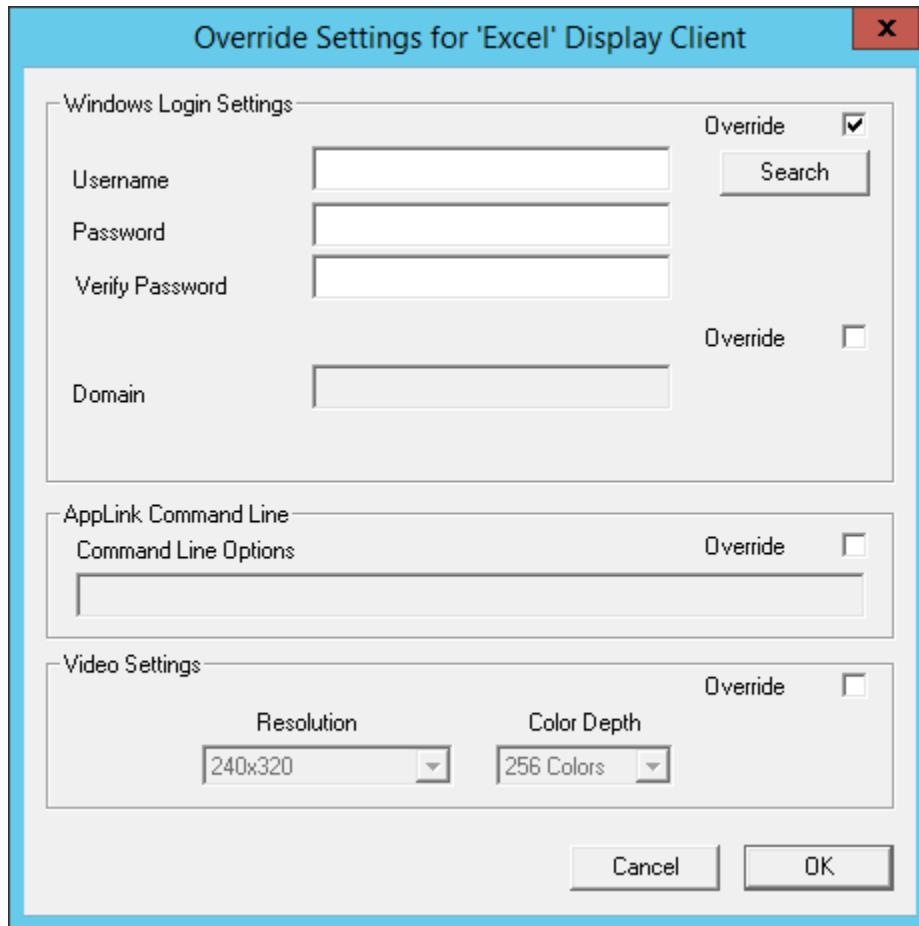 Override Settings for 'Excel' Display Client
x
Windows Login Settings
Override
Username
Search
Password
Verify Password
Override
Domain
AppLink Command Line
Command Line Options
Override
Video Settings
Override
Resolution
Color Depth
240x320
256 Colors
Cancel
OK